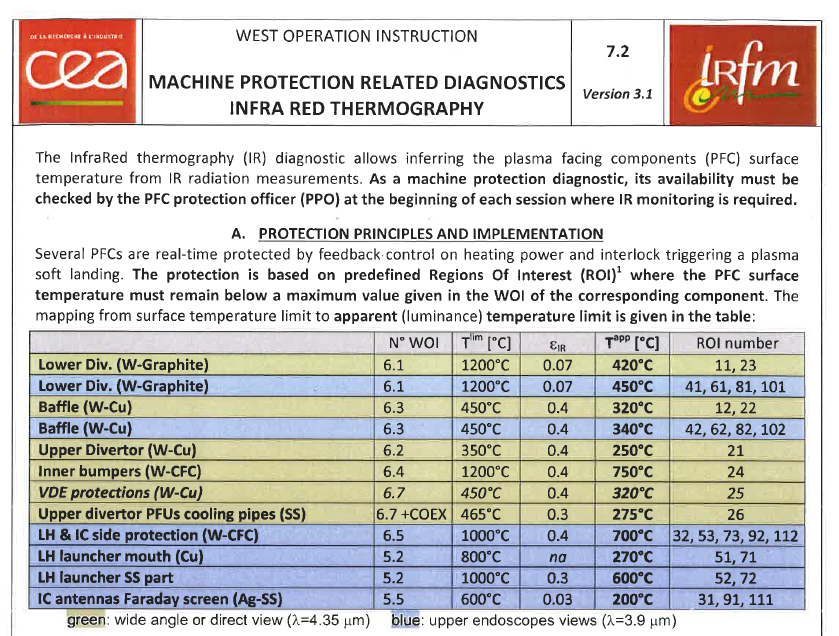 DE LA RECHERCHE À L'INDUSTRIE
cea
WEST OPERATION INSTRUCTION
MACHINE PROTECTION RELATED DIAGNOSTICS
INFRA RED THERMOGRAPHY
7.2
Version 3.1
irfm
The InfraRed thermography (IR) diagnostic allows inferring the plasma facing components (PFC) surface
temperature from IR radiation measurements. As a machine protection diagnostic, its availability must be
checked by the PFC protection officer (PPO) at the beginning of each session where IR monitoring is required.
A. PROTECTION PRINCIPLES AND IMPLEMENTATION
Several PFCs are real-time protected by feedback control on heating power and interlock triggering a plasma
soft landing. The protection is based on predefined Regions Of Interest (ROI)¹ where the PFC surface
temperature must remain below a maximum value given in the WOI of the corresponding component. The
mapping from surface temperature limit to apparent (luminance) temperature limit is given in the table:
N° WOI T^lim [°C] ε_IR T^app [°C] ROI number
Lower Div. (W-Graphite) 6.1 1200°C 0.07 420°C 11, 23
Lower Div. (W-Graphite) 6.1 1200°C 0.07 450°C 41, 61, 81, 101
Baffle (W-Cu) 6.3 450°C 0.4 320°C 12, 22
Baffle (W-Cu) 6.3 450°C 0.4 340°C 42, 62, 82, 102
Upper Divertor (W-Cu) 6.2 350°C 0.4 250°C 21
Inner bumpers (W-CFC) 6.4 1200°C 0.4 750°C 24
VDE protections (W-Cu) 6.7 450°C 0.4 320°C 25
Upper divertor PFUs cooling pipes (SS) 6.7 +COEX 465°C 0.3 275°C 26
LH & IC side protection (W-CFC) 6.5 1000°C 0.4 700°C 32, 53, 73, 92, 112
LH launcher mouth (Cu) 5.2 800°C na 270°C 51, 71
LH launcher SS part 5.2 1000°C 0.3 600°C 52, 72
IC antennas Faraday screen (Ag-SS) 5.5 600°C 0.03 200°C 31, 91, 111
green: wide angle or direct view (λ=4.35 µm) blue: upper endoscopes views (λ=3.9 µm)